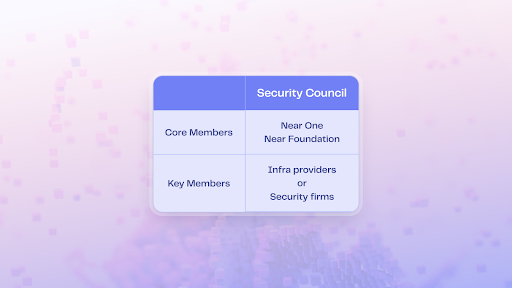 Security Council
Core Members
Near One
Near Foundation
Key Members
Infra providers
or
Security firms